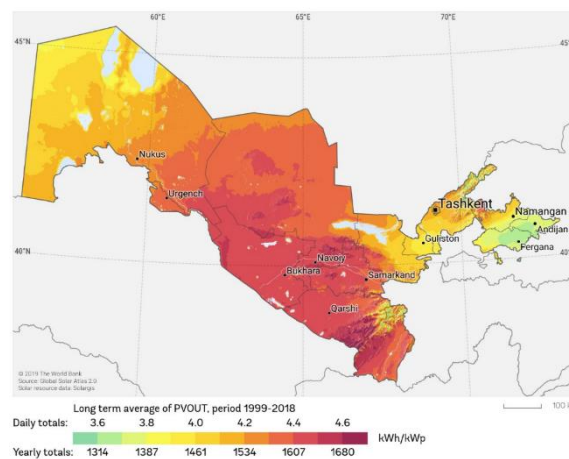 60°E
70°E
45°N
45°N
Nukus
Urgench
Tashkent
Namangan
Andijan
Guliston
Fergana
40°N
40°N
Navoiy
Bukhara
Samarkand
Qarshi
© 2019 The World Bank
Source: Global Solar Atlas 2.0
Solar resource data: Solargis
Long term average of PVOUT, period 1999-2018
100 k
Daily totals: 3.6 3.8 4.0 4.2 4.4 4.6
kWh/kWp
Yearly totals: 1314 1387 1461 1534 1607 1680